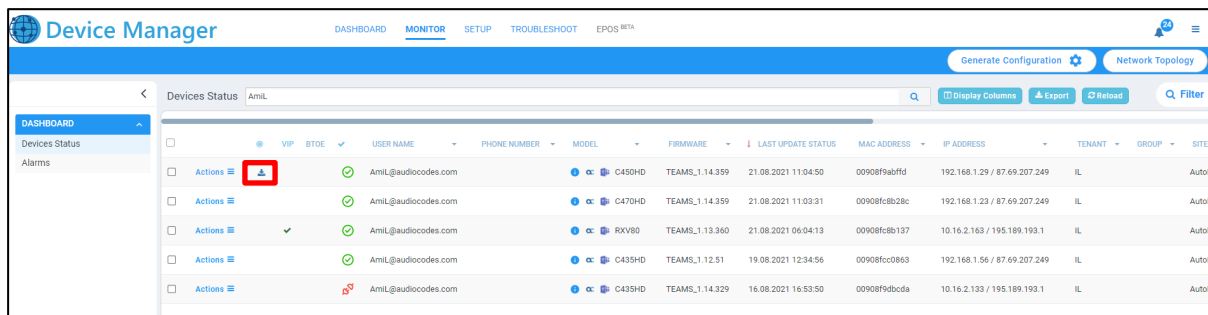 Device Manager DASHBOARD MONITOR SETUP TROUBLESHOOT EPOS BETA 24
Generate Configuration Network Topology
Devices Status AmiL Display Columns Export Reload Filter
DASHBOARD
Devices Status
Alarms
VIP BTOE USER NAME PHONE NUMBER MODEL FIRMWARE LAST UPDATE STATUS MAC ADDRESS IP ADDRESS TENANT GROUP SITE
Actions AmiL@audiocodes.com C450HD TEAMS_1.14.359 21.08.2021 11:04:50 00908f9abffd 192.168.1.29 / 87.69.207.249 IL Auto
Actions AmiL@audiocodes.com C470HD TEAMS_1.14.359 21.08.2021 11:03:31 00908fc8b28c 192.168.1.23 / 87.69.207.249 IL Auto
Actions AmiL@audiocodes.com RXV80 TEAMS_1.13.360 21.08.2021 06:04:13 00908fc8b137 10.16.2.163 / 195.189.193.1 IL Auto
Actions AmiL@audiocodes.com C435HD TEAMS_1.12.51 19.08.2021 12:34:56 00908fcc0863 192.168.1.56 / 87.69.207.249 IL Auto
Actions AmiL@audiocodes.com C435HD TEAMS_1.14.329 16.08.2021 16:53:50 00908f9dbcda 10.16.2.133 / 195.189.193.1 IL Auto